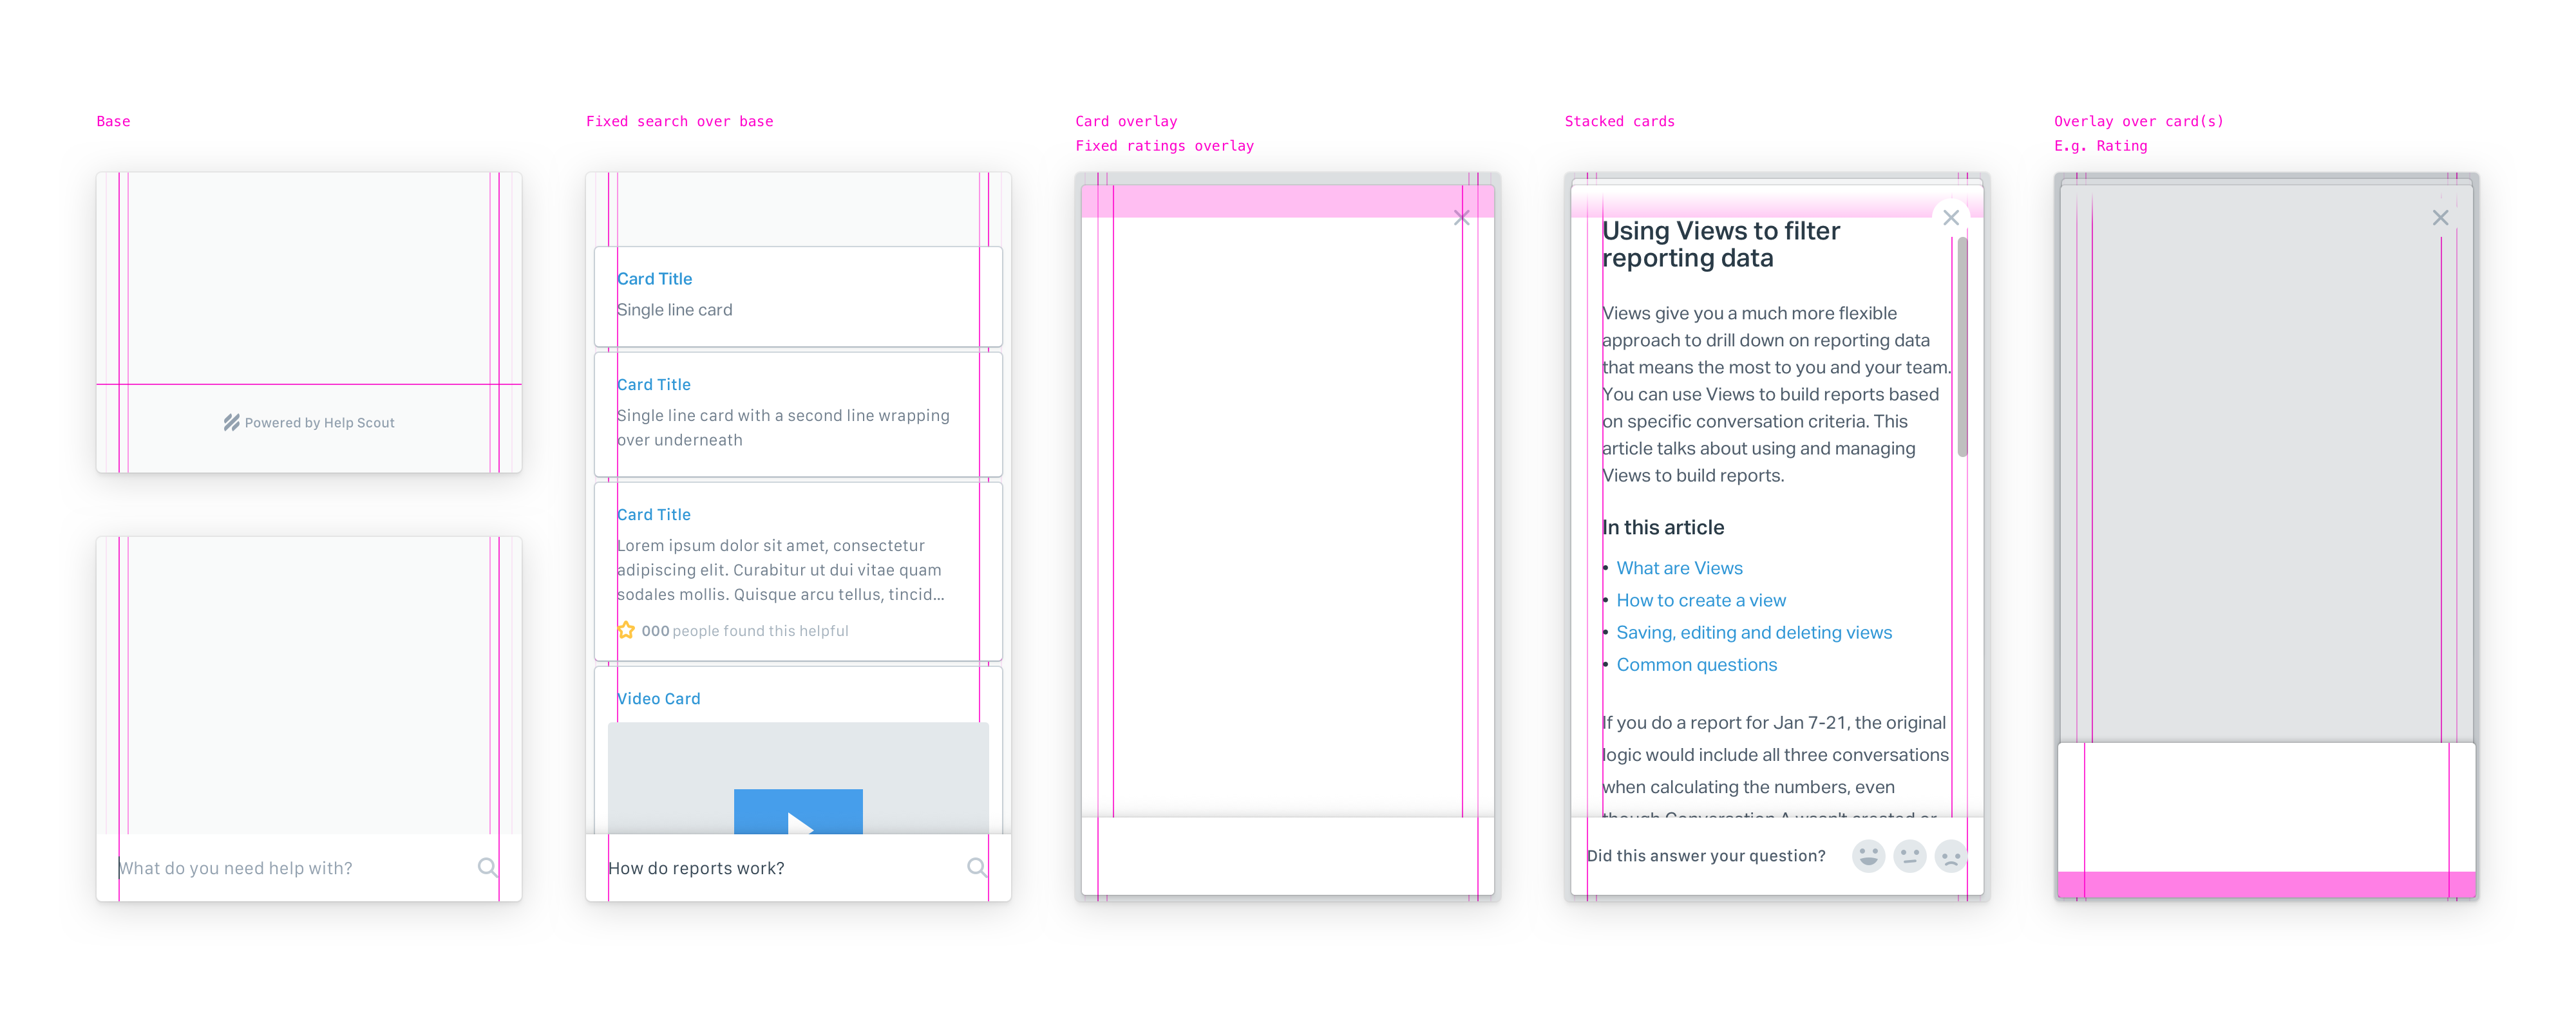 Base
Powered by Help Scout
What do you need help with?
Fixed search over base
Card Title
Single line card
Card Title
Single line card with a second line wrapping
over underneath
Card Title
Lorem ipsum dolor sit amet, consectetur
adipiscing elit. Curabitur ut dui vitae quam
sodales mollis. Quisque arcu tellus, tincid...
000 people found this helpful
Video Card
How do reports work?
Card overlay
Fixed ratings overlay
Stacked cards
Using Views to filter
reporting data
Views give you a much more flexible
approach to drill down on reporting data
that means the most to you and your team.
You can use Views to build reports based
on specific conversation criteria. This
article talks about using and managing
Views to build reports.
In this article
• What are Views
• How to create a view
• Saving, editing and deleting views
• Common questions
If you do a report for Jan 7-21, the original
logic would include all three conversations
when calculating the numbers, even
though Conversation A wasn't created or
Did this answer your question?
Overlay over card(s)
E.g. Rating